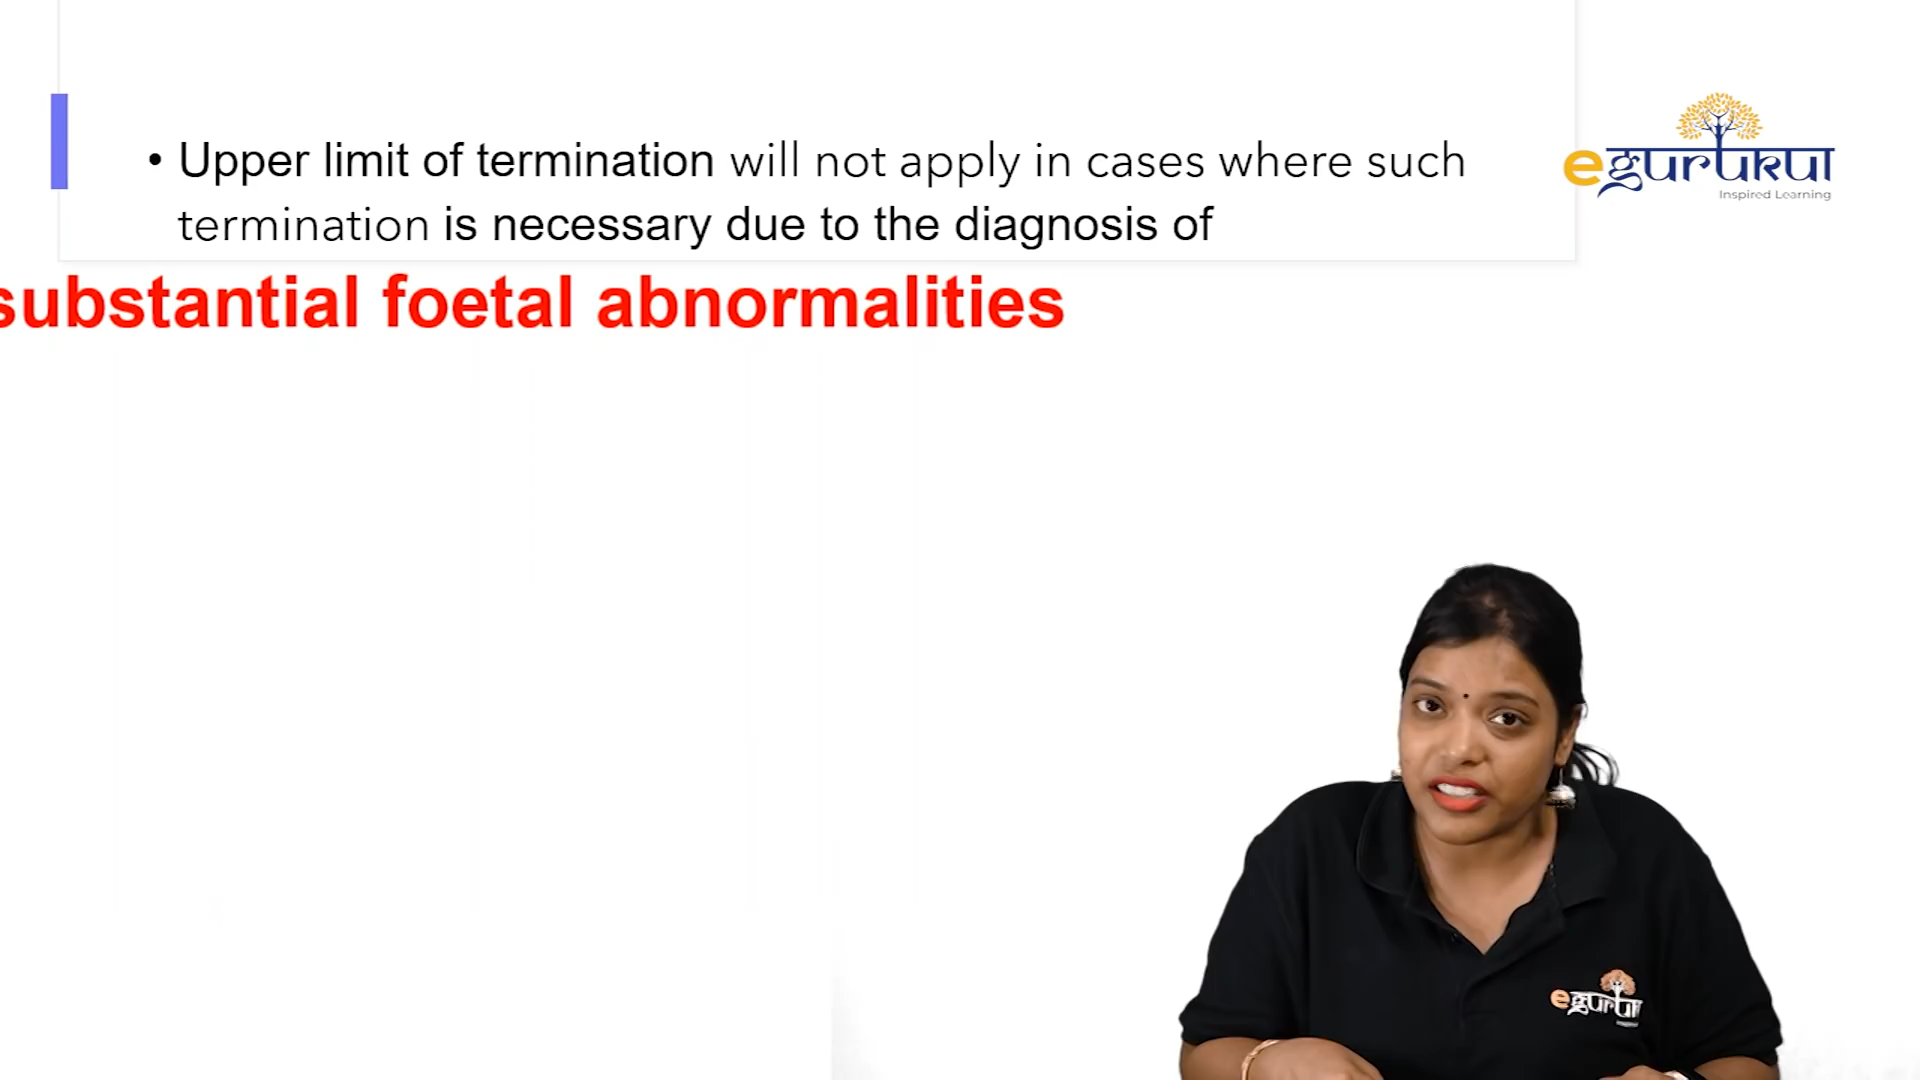 • Upper limit of termination will not apply in cases where such
termination is necessary due to the diagnosis of
substantial foetal abnormalities
egurukul
Inspired Learning